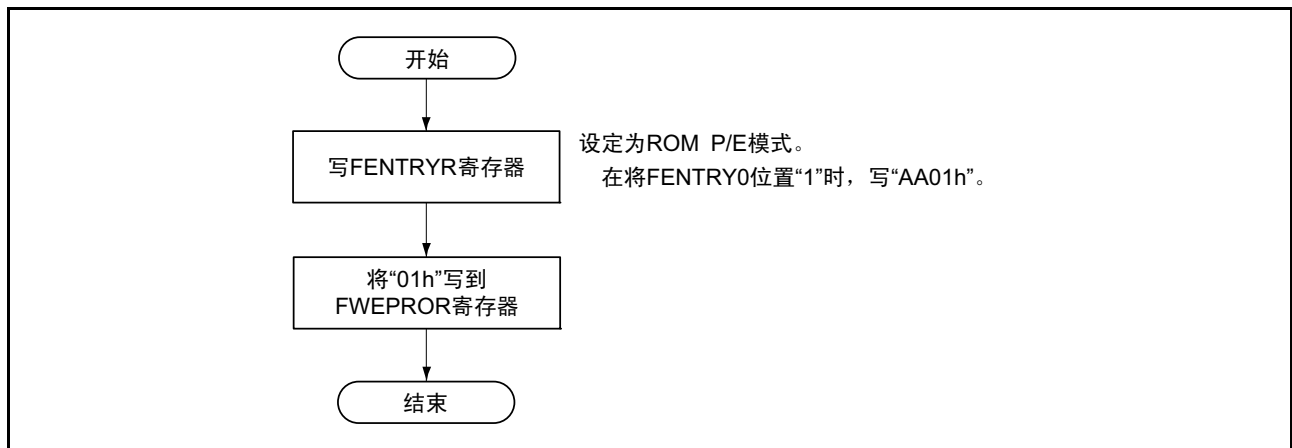 开始
写FENTRYR寄存器
设定为ROM P/E模式。
在将FENTRY0位置“1”时，写“AA01h”。
将“01h”写到
FWEPROR寄存器
结束